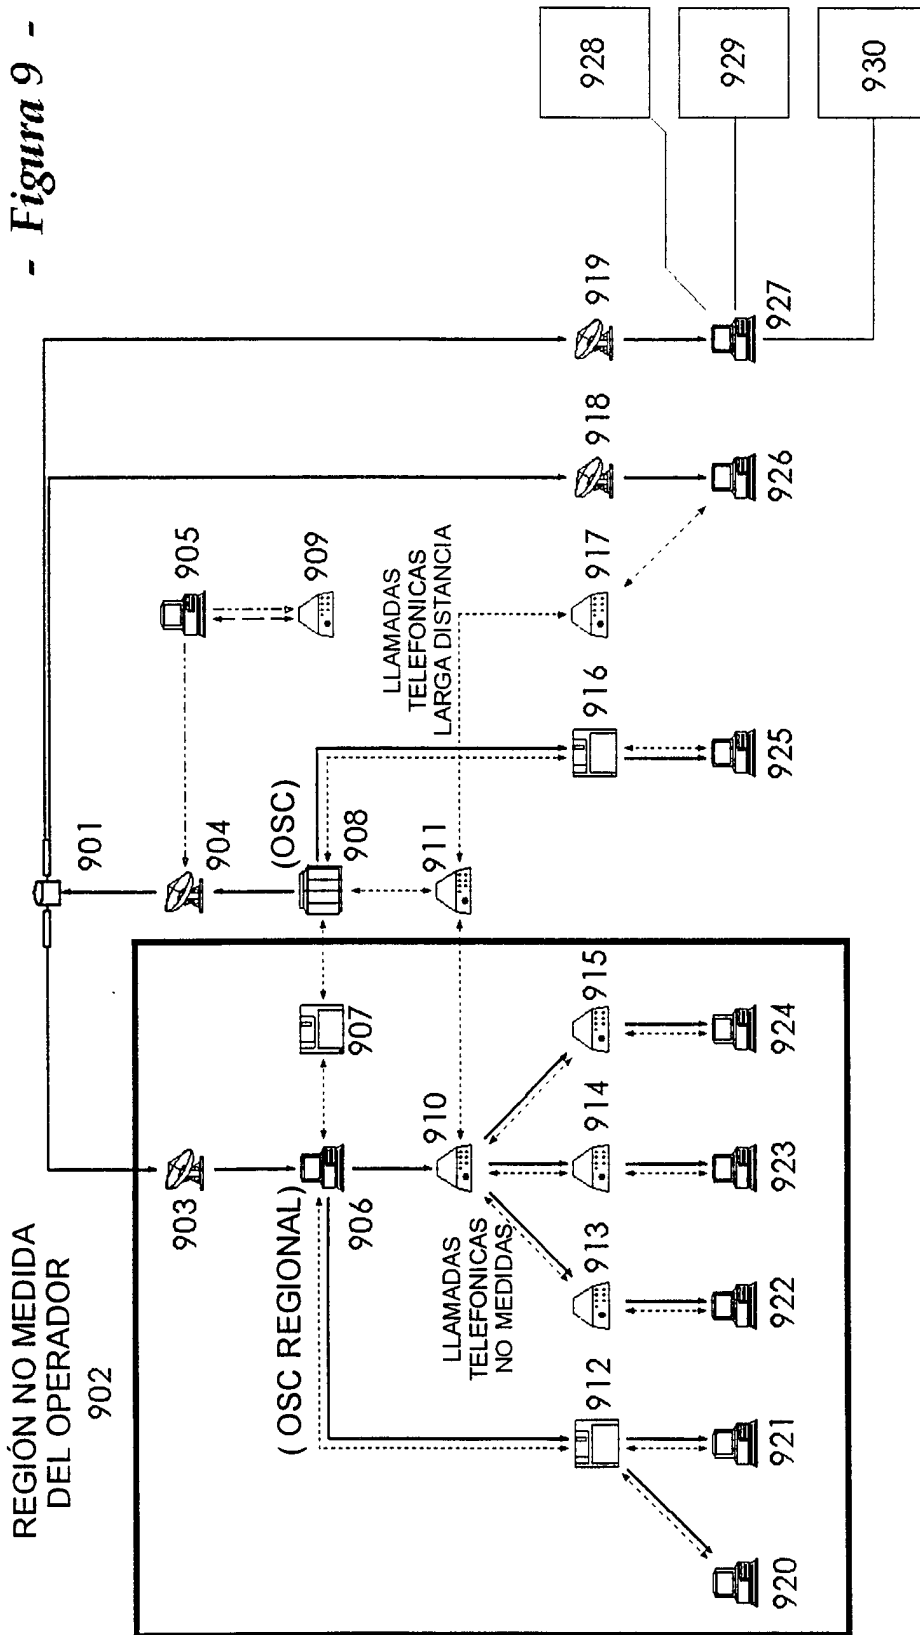 - Figura 9 -
REGIÓN NO MEDIDA
DEL OPERADOR
902
901
903
904
905
( OSC REGIONAL)
906
907
(OSC)
908
909
LLAMADAS
TELEFONICAS
NO MEDIDAS
910
911
LLAMADAS
TELEFONICAS
LARGA DISTANCIA
912
913
914
915
916
917
918
919
920
921
922
923
924
925
926
927
928
929
930